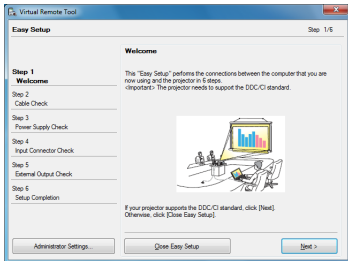 Virtual Remote Tool
Easy Setup
Step 1/6
Welcome
Step 1
Welcome
This "Easy Setup" performs the connections between the computer that you are
now using and the projector in 6 steps.
<Important> The projector needs to support the DDC/CI standard.
Step 2
Cable Check
Step 3
Power Supply Check
Step 4
Input Connector Check
Step 5
External Output Check
Step 6
Setup Completion
If your projector supports the DDC/CI standard, click [Next].
Otherwise, click [Close Easy Setup].
Administrator Settings...
Close Easy Setup
Next >